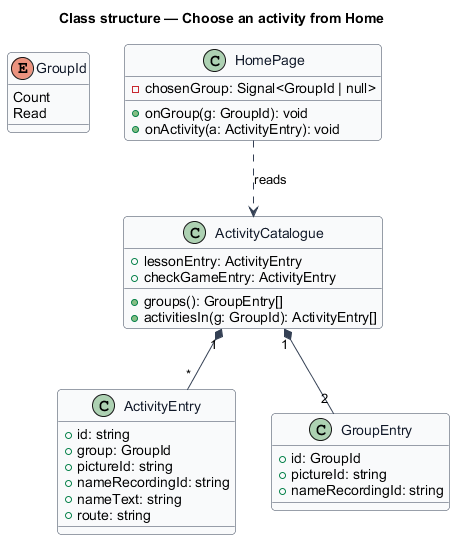 Class structure — Choose an activity from Home
E GroupId
Count
Read
C HomePage
chosenGroup: Signal<GroupId | null>
onGroup(g: GroupId): void
onActivity(a: ActivityEntry): void
reads
C ActivityCatalogue
lessonEntry: ActivityEntry
checkGameEntry: ActivityEntry
groups(): GroupEntry[]
activitiesIn(g: GroupId): ActivityEntry[]
1
1
*
2
C ActivityEntry
id: string
group: GroupId
pictureId: string
nameRecordingId: string
nameText: string
route: string
C GroupEntry
id: GroupId
pictureId: string
nameRecordingId: string